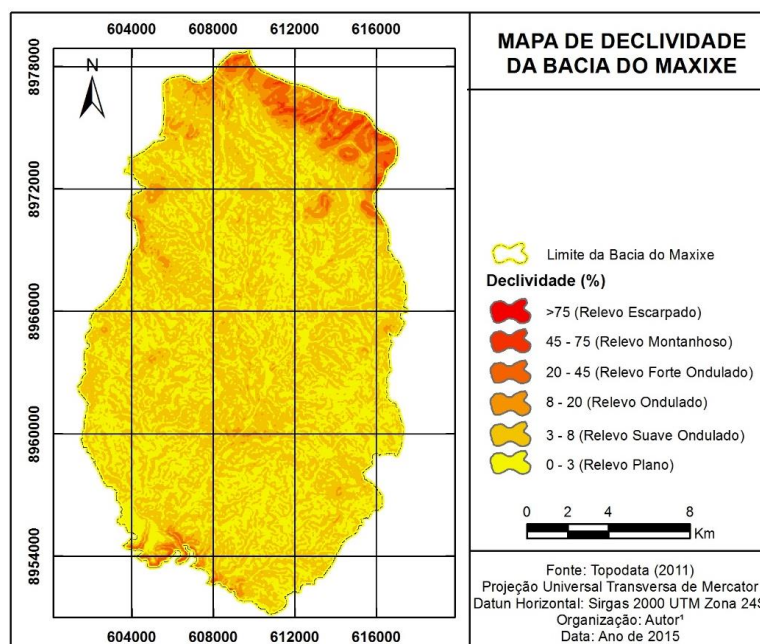 604000 608000 612000 616000
8978000
8972000
8966000
8960000
8954000
N
604000 608000 612000 616000
MAPA DE DECLIVIDADE
DA BACIA DO MAXIXE
Limite da Bacia do Maxixe
Declividade (%)
>75 (Relevo Escarpado)
45 - 75 (Relevo Montanhoso)
20 - 45 (Relevo Forte Ondulado)
8 - 20 (Relevo Ondulado)
3 - 8 (Relevo Suave Ondulado)
0 - 3 (Relevo Plano)
0 2 4 8
Km
Fonte: Topodata (2011)
Projeção Universal Transversa de Mercator
Datun Horizontal: Sirgas 2000 UTM Zona 24S
Organização: Autor¹
Data: Ano de 2015